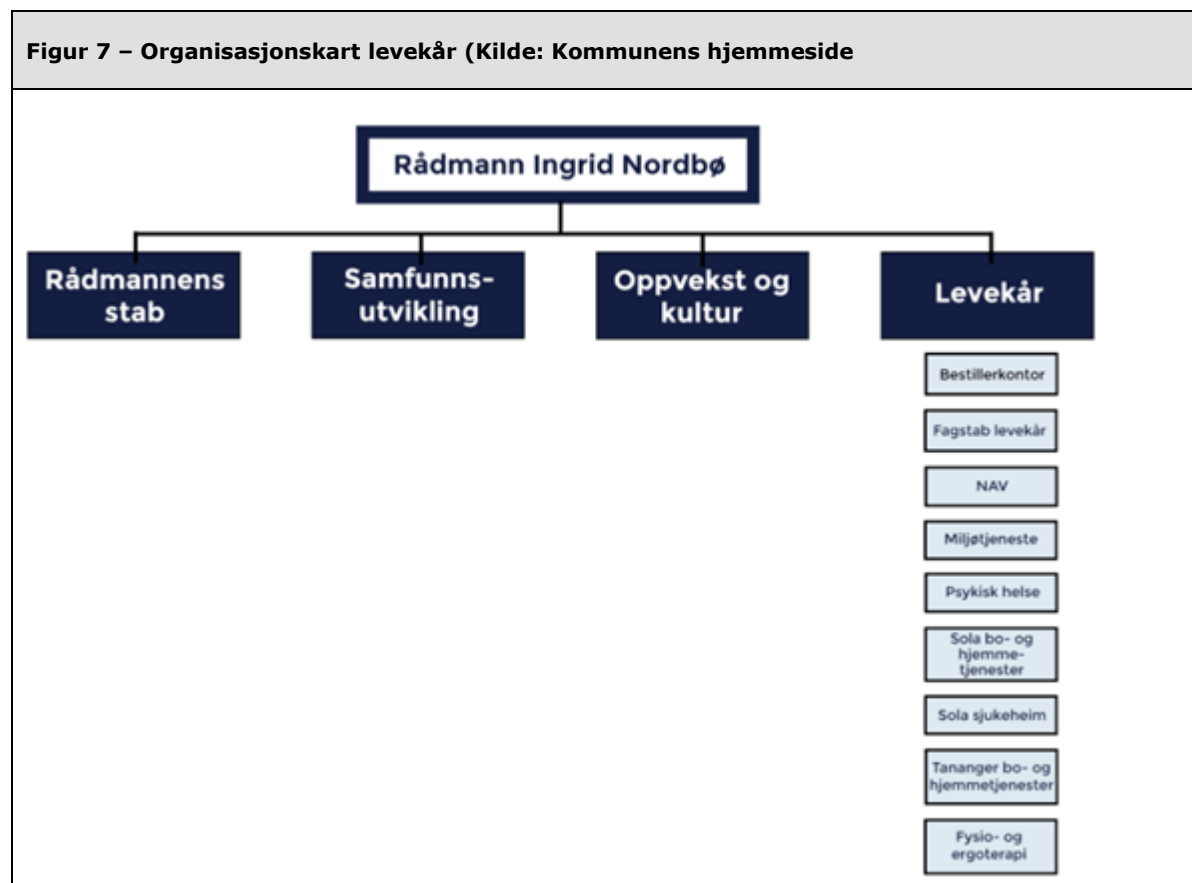 Figur 7 – Organisasjonskart levekår (Kilde: Kommunens hjemmeside
Rådmann Ingrid Nordbø
Rådmannens
stab
Samfunns-
utvikling
Oppvekst og
kultur
Levekår
Bestillerkontor
Fagstab levekår
NAV
Miljøtjeneste
Psykisk helse
Sola bo- og
hjemme-
tjenester
Sola sjukeheim
Tananger bo- og
hjemmetjenester
Fysio- og
ergoterapi